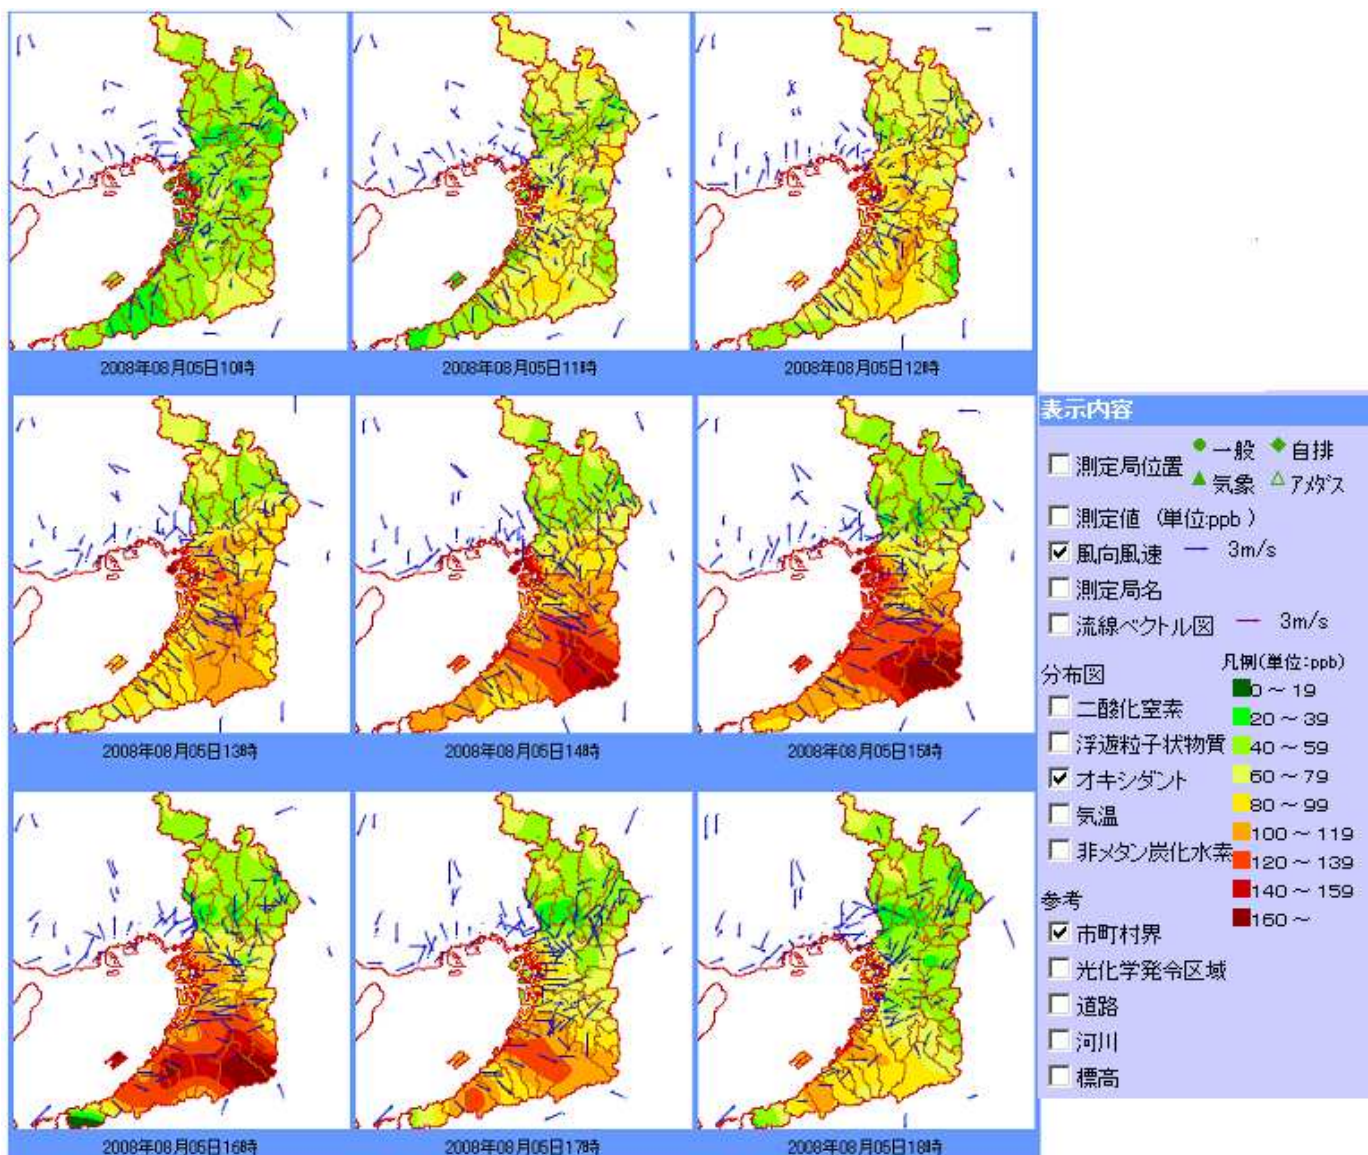 2008年08月05日10時
2008年08月05日11時
2008年08月05日12時
2008年08月05日13時
2008年08月05日14時
2008年08月05日15時
2008年08月05日16時
2008年08月05日17時
2008年08月05日18時
表示内容
測定局位置 一般 自排
気象 アメダス
測定値 (単位:ppb )
風向風速 3m/s
測定局名
流線ベクトル図 3m/s
分布図
二酸化窒素
浮遊粒子状物質
オキシダント
気温
非メタン炭化水素
凡例(単位:ppb)
0 ~ 19
20 ~ 39
40 ~ 59
60 ~ 79
80 ~ 99
100 ~ 119
120 ~ 139
140 ~ 159
160 ~
参考
市町村界
光化学発令区域
道路
河川
標高